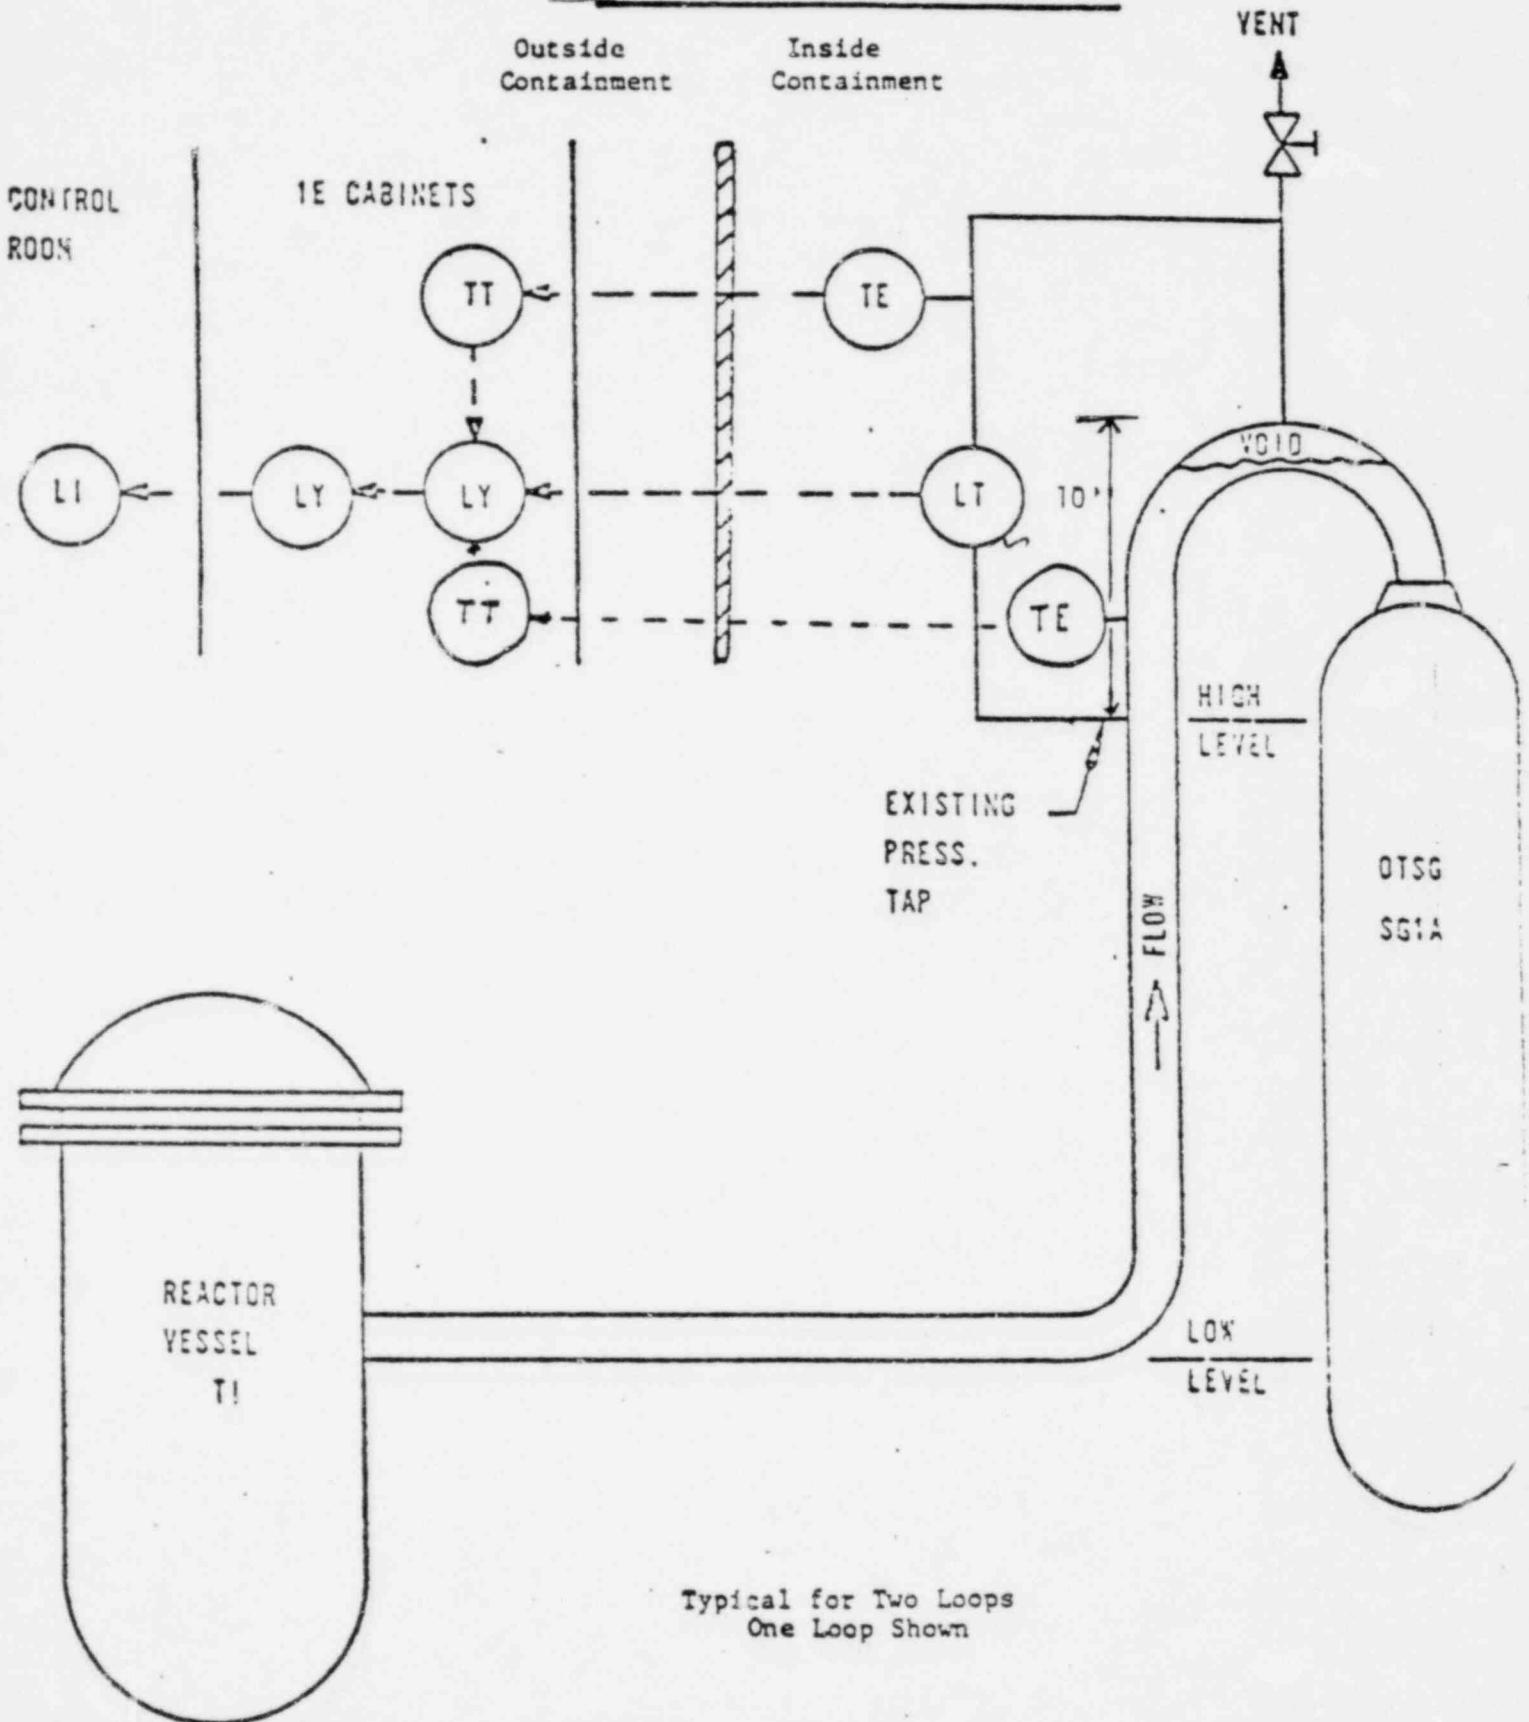 VENT
Outside
Containment
Inside
Containment
CONTROL
ROOM
1E CABINETS
TT
TE
VOID
LI
LY
LY
LT
10'
TT
TE
HIGH
LEVEL
EXISTING
PRESS.
TAP
FLOW
OTSG
SG1A
REACTOR
VESSEL
T1
LOW
LEVEL
Typical for Two Loops
One Loop Shown